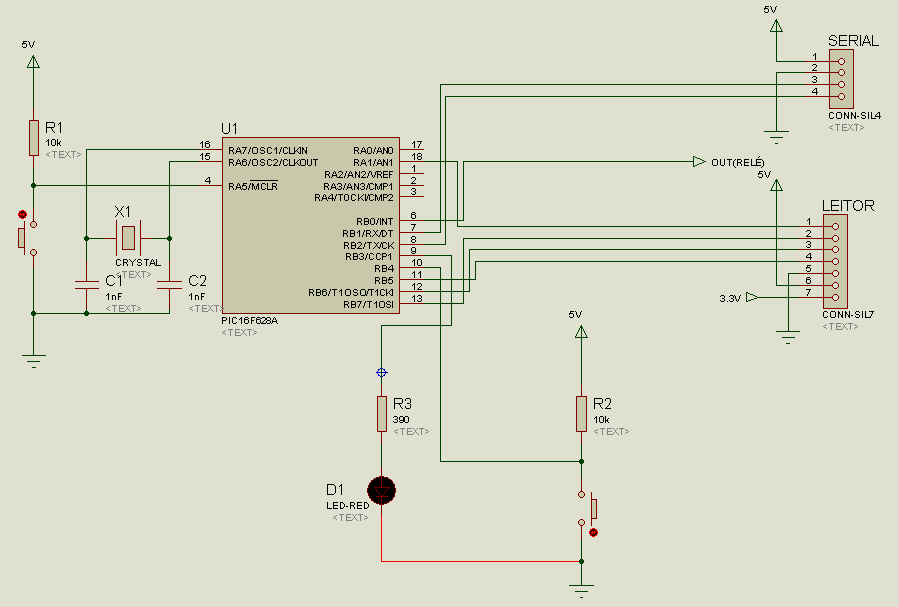 5V
R1
10k
<TEXT>
X1
CRYSTAL
<TEXT>
C1
1nF
<TEXT>
C2
1nF
<TEXT>
U1
16 RA7/OSC1/CLKIN
15 RA6/OSC2/CLKOUT
4 RA5/MCLR
RA0/AN0 17
RA1/AN1 18
RA2/AN2/VREF 1
RA3/AN3/CMP1 2
RA4/T0CKI/CMP2 3
RB0/INT 6
RB1/RX/DT 7
RB2/TX/CK 8
RB3/CCP1 9
RB4 10
RB5 11
RB6/T1OSO/T1CKI 12
RB7/T1OSI 13
PIC16F628A
<TEXT>
5V
SERIAL
1
2
3
4
CONN-SIL4
<TEXT>
OUT(RELÉ)
5V
LEITOR
1
2
3
4
5
6
7
3.3V
CONN-SIL7
<TEXT>
R3
390
<TEXT>
D1
LED-RED
<TEXT>
5V
R2
10k
<TEXT>